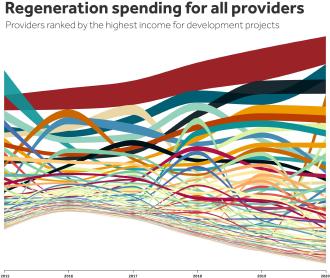 Regeneration spending for all providers
Providers ranked by the highest income for development projects
2015 2016 2017 2018 2019 2020